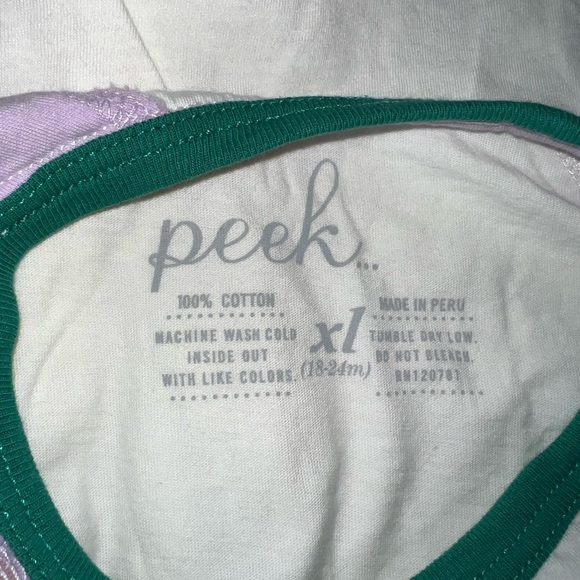 peek...
100% COTTON
MACHINE WASH COLD
INSIDE OUT
WITH LIKE COLORS.
xl
(18-24m)
MADE IN PERU
TUMBLE DRY LOW.
DO NOT BLEACH.
RN120781